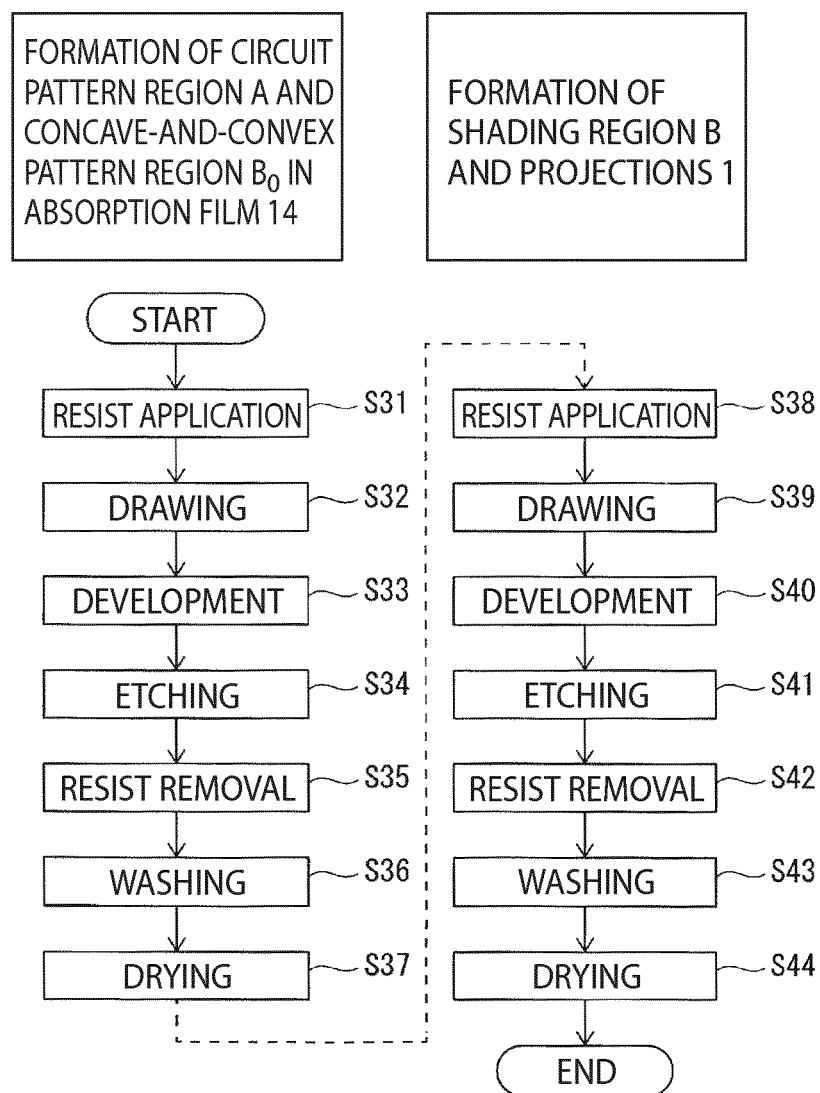 FORMATION OF CIRCUIT
PATTERN REGION A AND
CONCAVE-AND-CONVEX
PATTERN REGION B₀ IN
ABSORPTION FILM 14
FORMATION OF
SHADING REGION B
AND PROJECTIONS 1
START
RESIST APPLICATION S31
DRAWING S32
DEVELOPMENT S33
ETCHING S34
RESIST REMOVAL S35
WASHING S36
DRYING S37
RESIST APPLICATION S38
DRAWING S39
DEVELOPMENT S40
ETCHING S41
RESIST REMOVAL S42
WASHING S43
DRYING S44
END